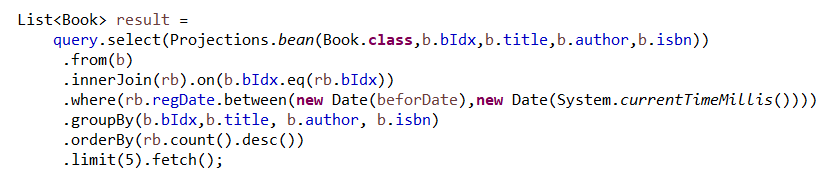 List<Book> result =
query.select(Projections.bean(Book.class,b.bIdx,b.title,b.author,b.isbn))
.from(b)
.innerJoin(rb).on(b.bIdx.eq(rb.bIdx))
.where(rb.regDate.between(new Date(beforDate),new Date(System.currentTimeMillis())))
.groupBy(b.bIdx,b.title, b.author, b.isbn)
.orderBy(rb.count().desc())
.limit(5).fetch();